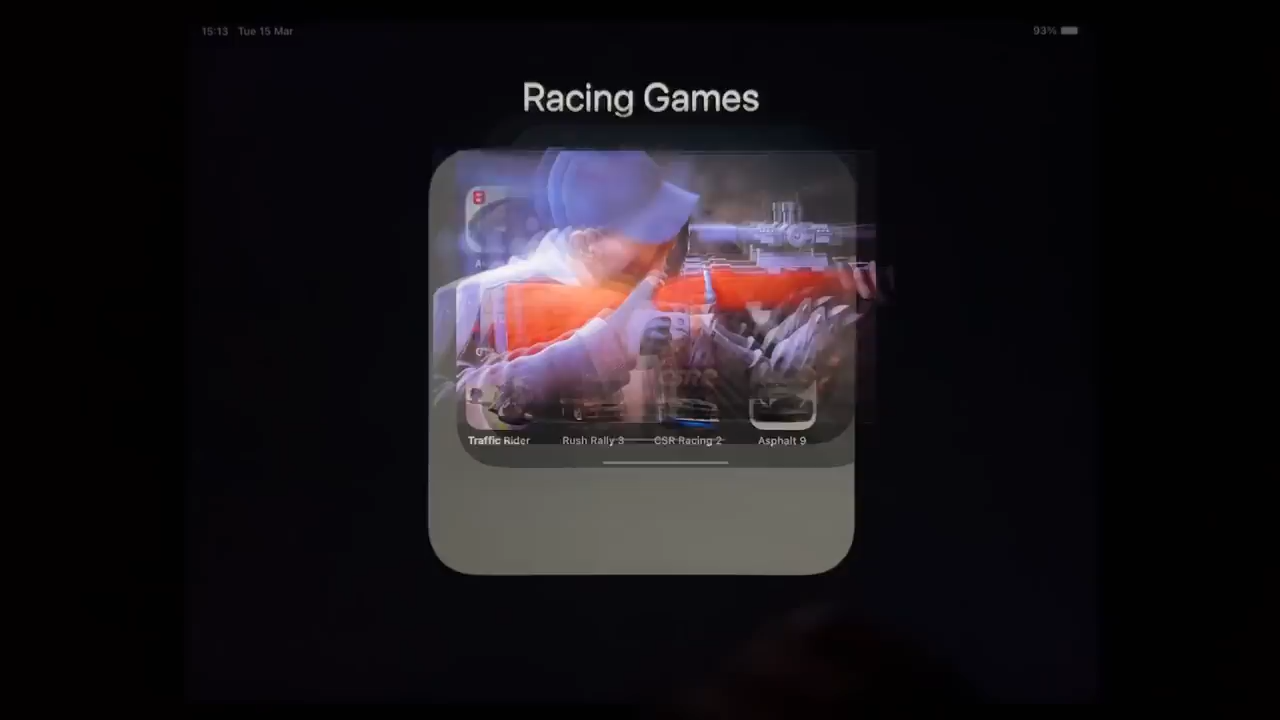 15:13 Tue 15 Mar
93%
Racing Games
Traffic Rider
Rush Rally 3
CSR Racing 2
Asphalt 9